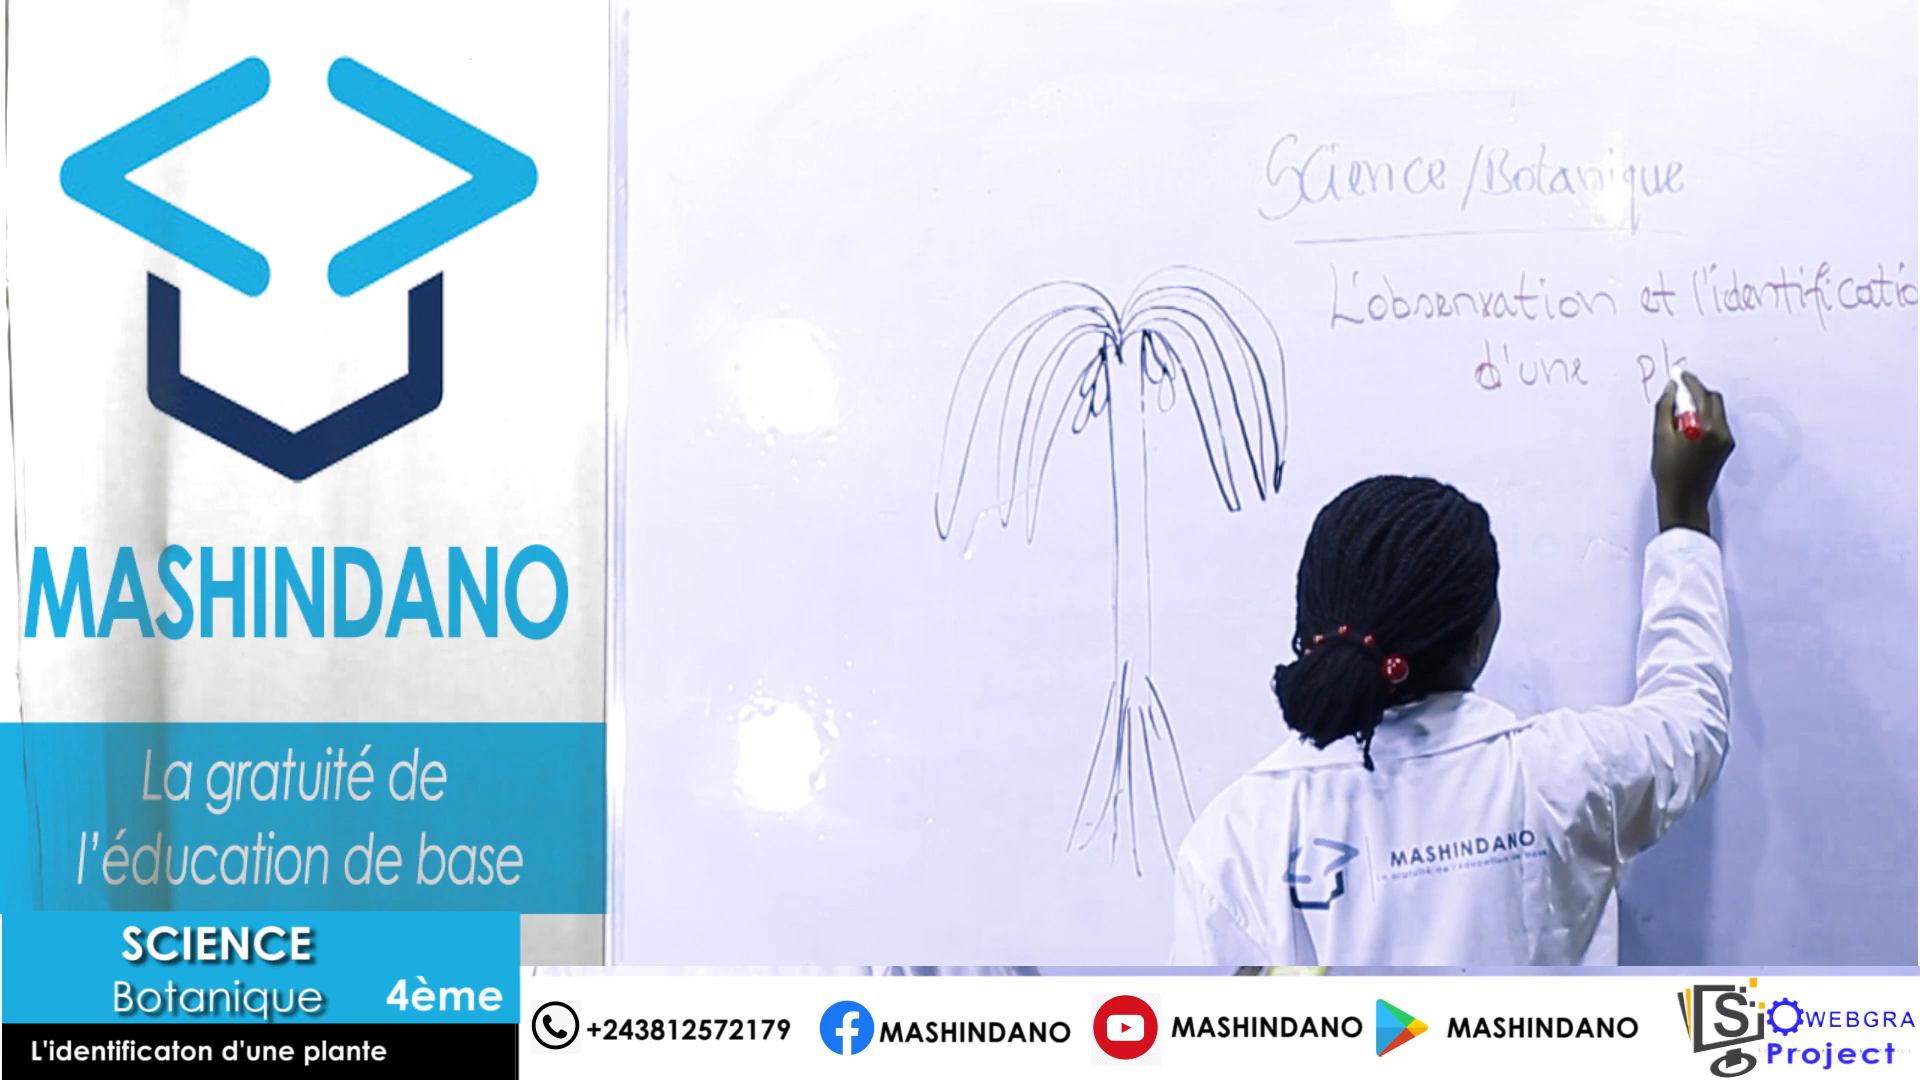 MASHINDANO
La gratuité de
l'éducation de base
SCIENCE
Botanique 4ème
L'identificaton d'une plante
Science/Botanique
L'observation et l'identificatio
d'une pl
MASHINDANO
+243812572179
MASHINDANO
MASHINDANO
MASHINDANO
S
WEBGRA
Project